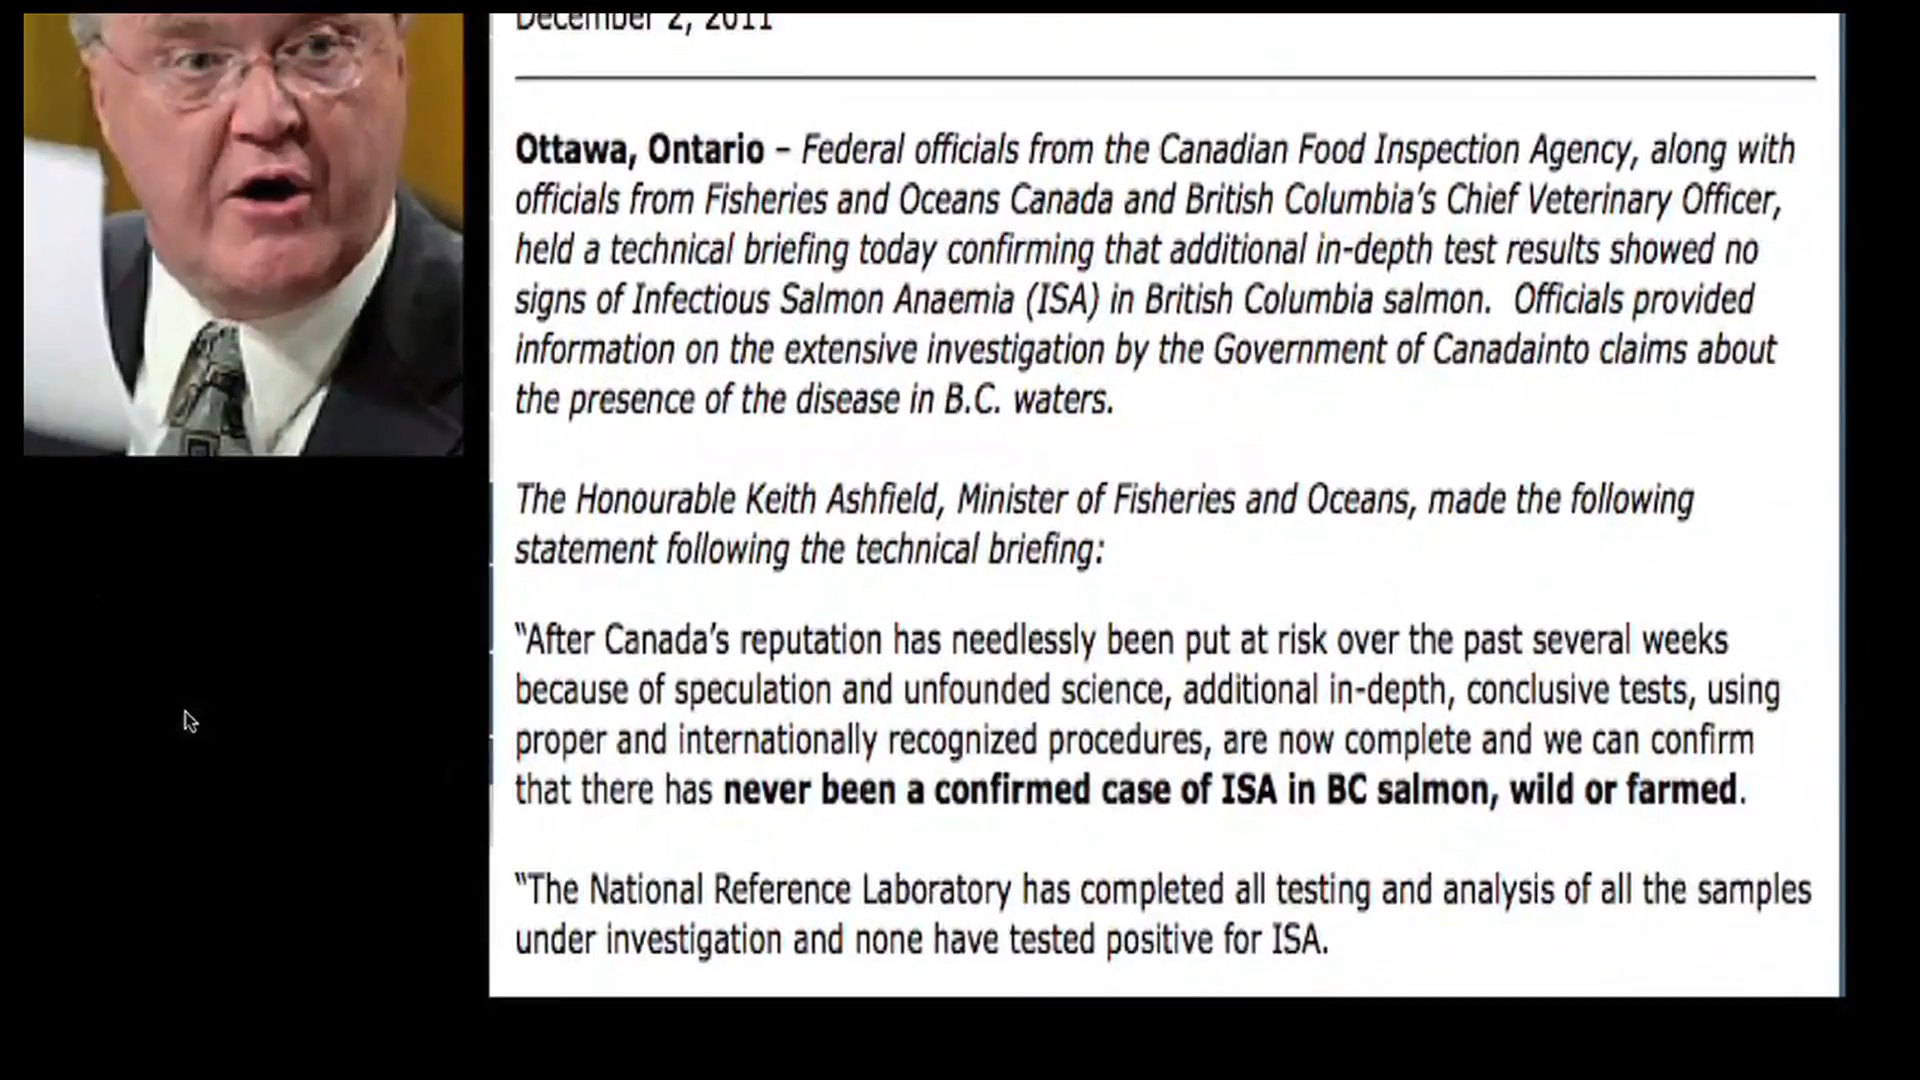 December 2, 2011
Ottawa, Ontario – Federal officials from the Canadian Food Inspection Agency, along with
officials from Fisheries and Oceans Canada and British Columbia’s Chief Veterinary Officer,
held a technical briefing today confirming that additional in-depth test results showed no
signs of Infectious Salmon Anaemia (ISA) in British Columbia salmon.  Officials provided
information on the extensive investigation by the Government of Canadainto claims about
the presence of the disease in B.C. waters.
The Honourable Keith Ashfield, Minister of Fisheries and Oceans, made the following
statement following the technical briefing:
“After Canada’s reputation has needlessly been put at risk over the past several weeks
because of speculation and unfounded science, additional in-depth, conclusive tests, using
proper and internationally recognized procedures, are now complete and we can confirm
that there has never been a confirmed case of ISA in BC salmon, wild or farmed.
“The National Reference Laboratory has completed all testing and analysis of all the samples
under investigation and none have tested positive for ISA.